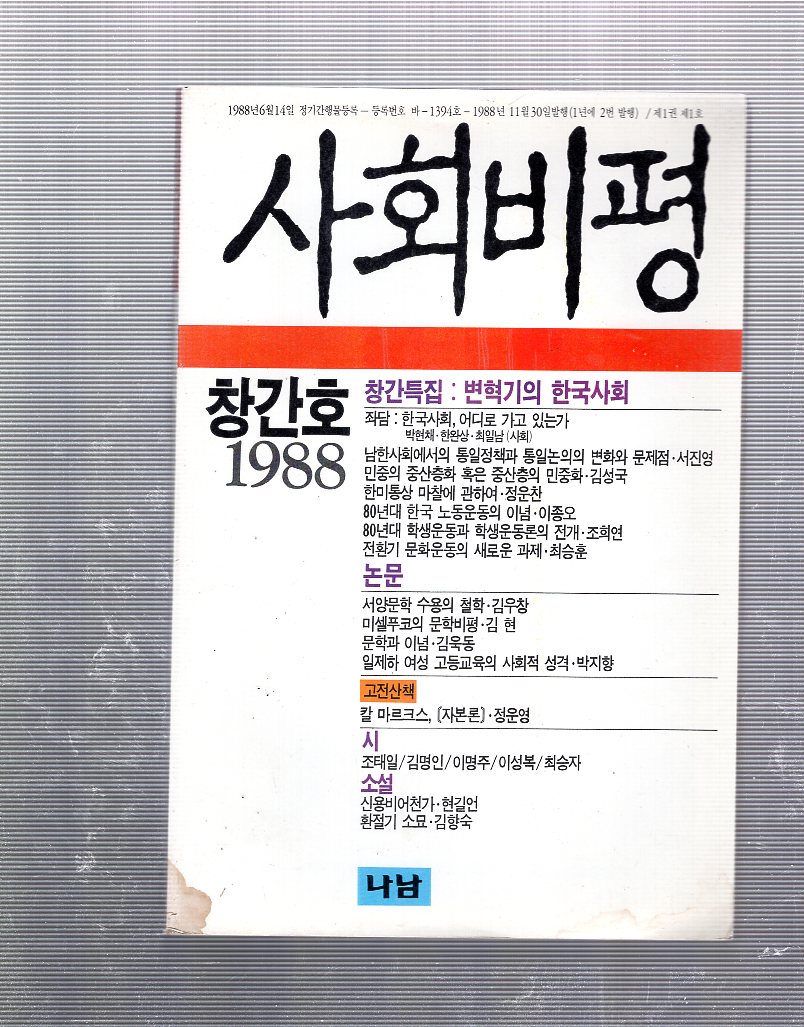 1988년6월14일 정기간행물등록 - 등록번호 바 - 1394호 - 1988년 11월30일발행(1년에 2번 발행) / 제1권 제1호
사회비평
창간호
1988
창간특집 : 변혁기의 한국사회
좌담 : 한국사회, 어디로 가고 있는가
박현채·한완상·최일남 (사회)
남한사회에서의 통일정책과 통일논의의 변화와 문제점·서진영
민중의 중산층화 혹은 중산층의 민중화·김성국
한미통상 마찰에 관하여·정운찬
80년대 한국 노동운동의 이념·이종오
80년대 학생운동과 학생운동론의 전개·조희연
전환기 문화운동의 새로운 과제·최승훈
논문
서양문학 수용의 철학·김우창
미셸푸코의 문학비평·김 현
문학과 이념·김욱동
일제하 여성 고등교육의 사회적 성격·박지향
고전산책
칼 마르크스, 〔자본론〕·정운영
시
조태일/김명인/이명주/이성복/최승자
소설
신용비어천가·현길언
환절기 소묘·김향숙
나남